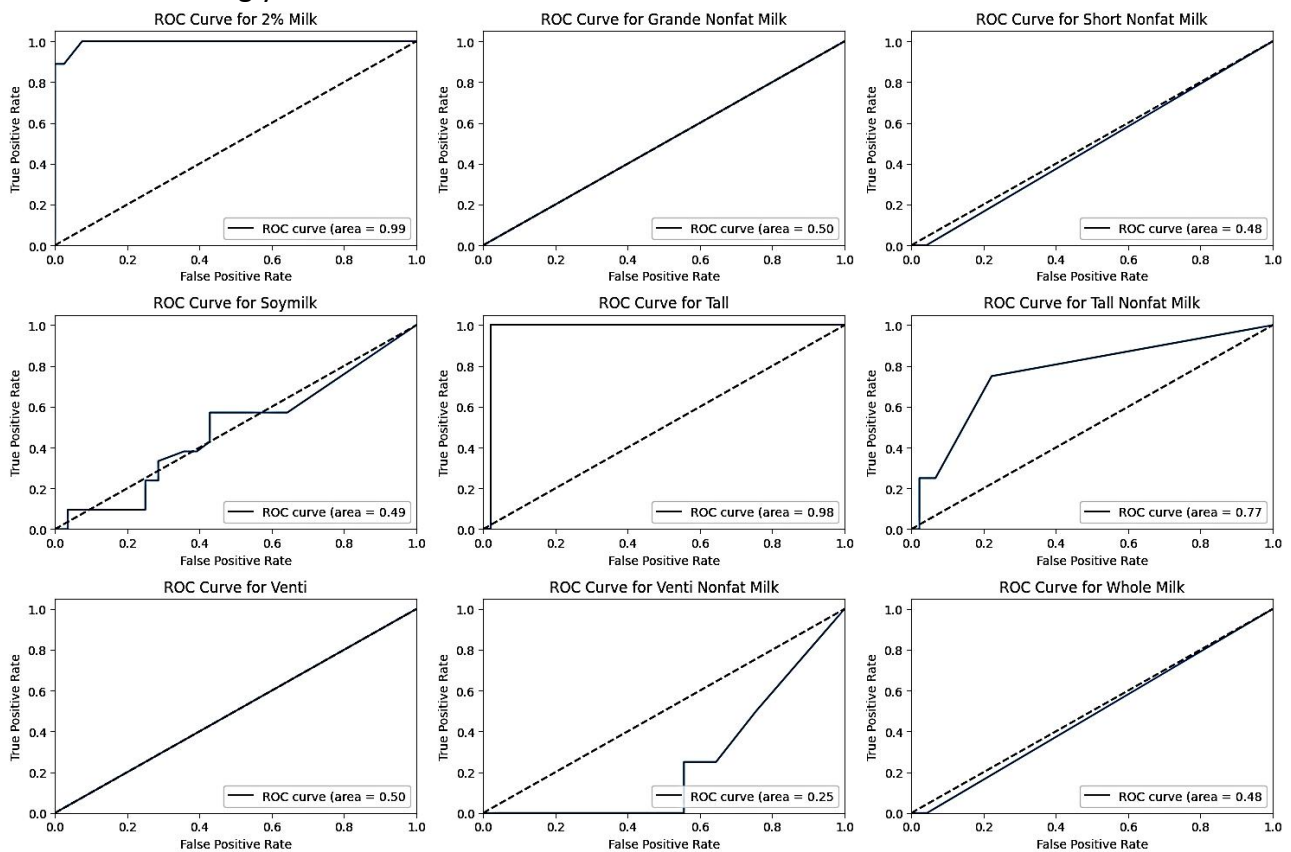 ROC Curve for 2% Milk
1.0
0.8
0.6
0.4
0.2
0.0
True Positive Rate
ROC curve (area = 0.99
0.0 0.2 0.4 0.6 0.8 1.0
False Positive Rate
ROC Curve for Grande Nonfat Milk
1.0
0.8
0.6
0.4
0.2
0.0
True Positive Rate
ROC curve (area = 0.50
0.0 0.2 0.4 0.6 0.8 1.0
False Positive Rate
ROC Curve for Short Nonfat Milk
1.0
0.8
0.6
0.4
0.2
0.0
True Positive Rate
ROC curve (area = 0.48
0.0 0.2 0.4 0.6 0.8 1.0
False Positive Rate
ROC Curve for Soymilk
1.0
0.8
0.6
0.4
0.2
0.0
True Positive Rate
ROC curve (area = 0.49
0.0 0.2 0.4 0.6 0.8 1.0
False Positive Rate
ROC Curve for Tall
1.0
0.8
0.6
0.4
0.2
0.0
True Positive Rate
ROC curve (area = 0.98
0.0 0.2 0.4 0.6 0.8 1.0
False Positive Rate
ROC Curve for Tall Nonfat Milk
1.0
0.8
0.6
0.4
0.2
0.0
True Positive Rate
ROC curve (area = 0.77
0.0 0.2 0.4 0.6 0.8 1.0
False Positive Rate
ROC Curve for Venti
1.0
0.8
0.6
0.4
0.2
0.0
True Positive Rate
ROC curve (area = 0.50
0.0 0.2 0.4 0.6 0.8 1.0
False Positive Rate
ROC Curve for Venti Nonfat Milk
1.0
0.8
0.6
0.4
0.2
0.0
True Positive Rate
ROC curve (area = 0.25
0.0 0.2 0.4 0.6 0.8 1.0
False Positive Rate
ROC Curve for Whole Milk
1.0
0.8
0.6
0.4
0.2
0.0
True Positive Rate
ROC curve (area = 0.48
0.0 0.2 0.4 0.6 0.8 1.0
False Positive Rate